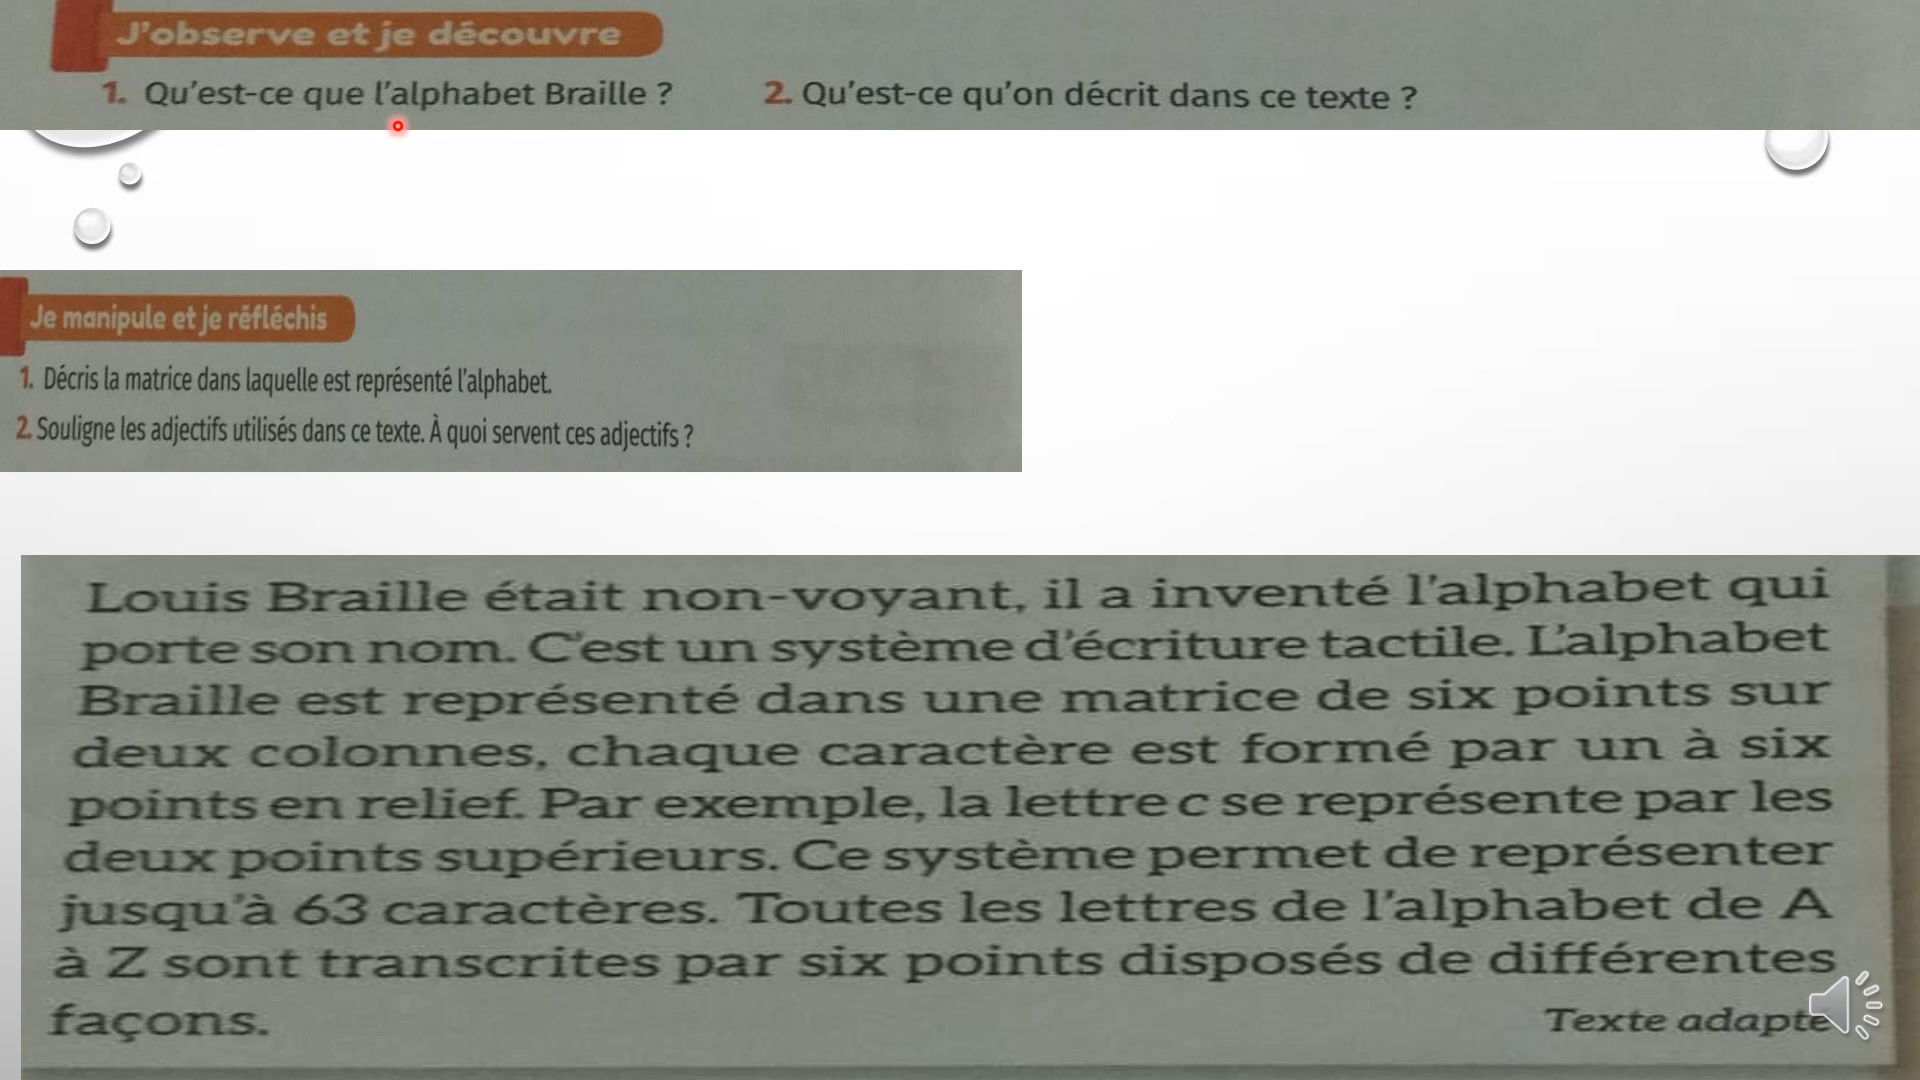 J'observe et je découvre
1. Qu'est-ce que l'alphabet Braille ? 2. Qu'est-ce qu'on décrit dans ce texte ?
Je manipule et je réfléchis
1. Décris la matrice dans laquelle est représenté l'alphabet.
2. Souligne les adjectifs utilisés dans ce texte. À quoi servent ces adjectifs ?
Louis Braille était non-voyant, il a inventé l'alphabet qui
porte son nom. C'est un système d'écriture tactile. L'alphabet
Braille est représenté dans une matrice de six points sur
deux colonnes, chaque caractère est formé par un à six
points en relief. Par exemple, la lettre c se représente par les
deux points supérieurs. Ce système permet de représenter
jusqu'à 63 caractères. Toutes les lettres de l'alphabet de A
à Z sont transcrites par six points disposés de différentes
façons.
Texte adapté